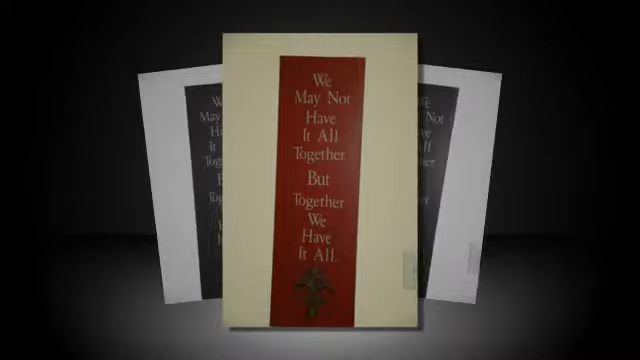 We
May Not
Have
It All
Together
But
Together
We
Have
It All.